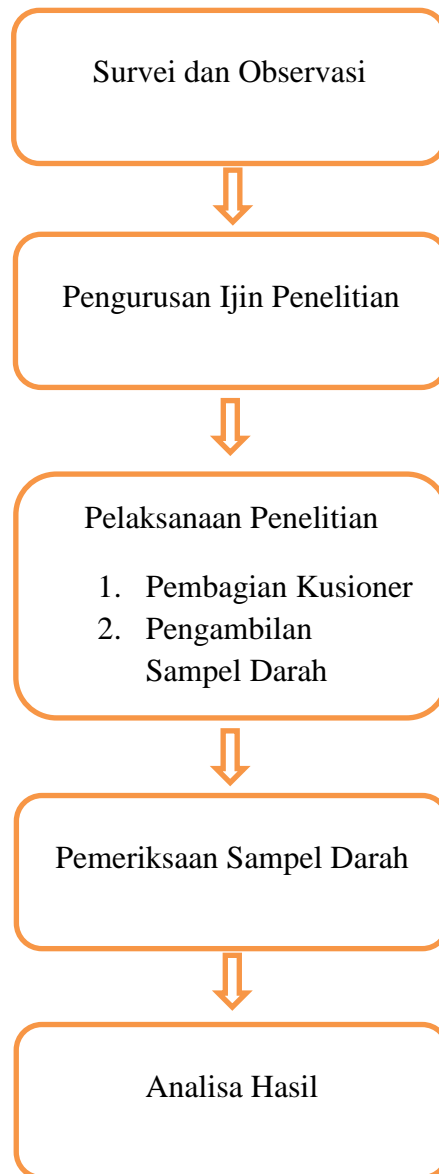 Survei dan Observasi
Pengurusan Ijin Penelitian
Pelaksanaan Penelitian
1. Pembagian Kusioner
2. Pengambilan
Sampel Darah
Pemeriksaan Sampel Darah
Analisa Hasil